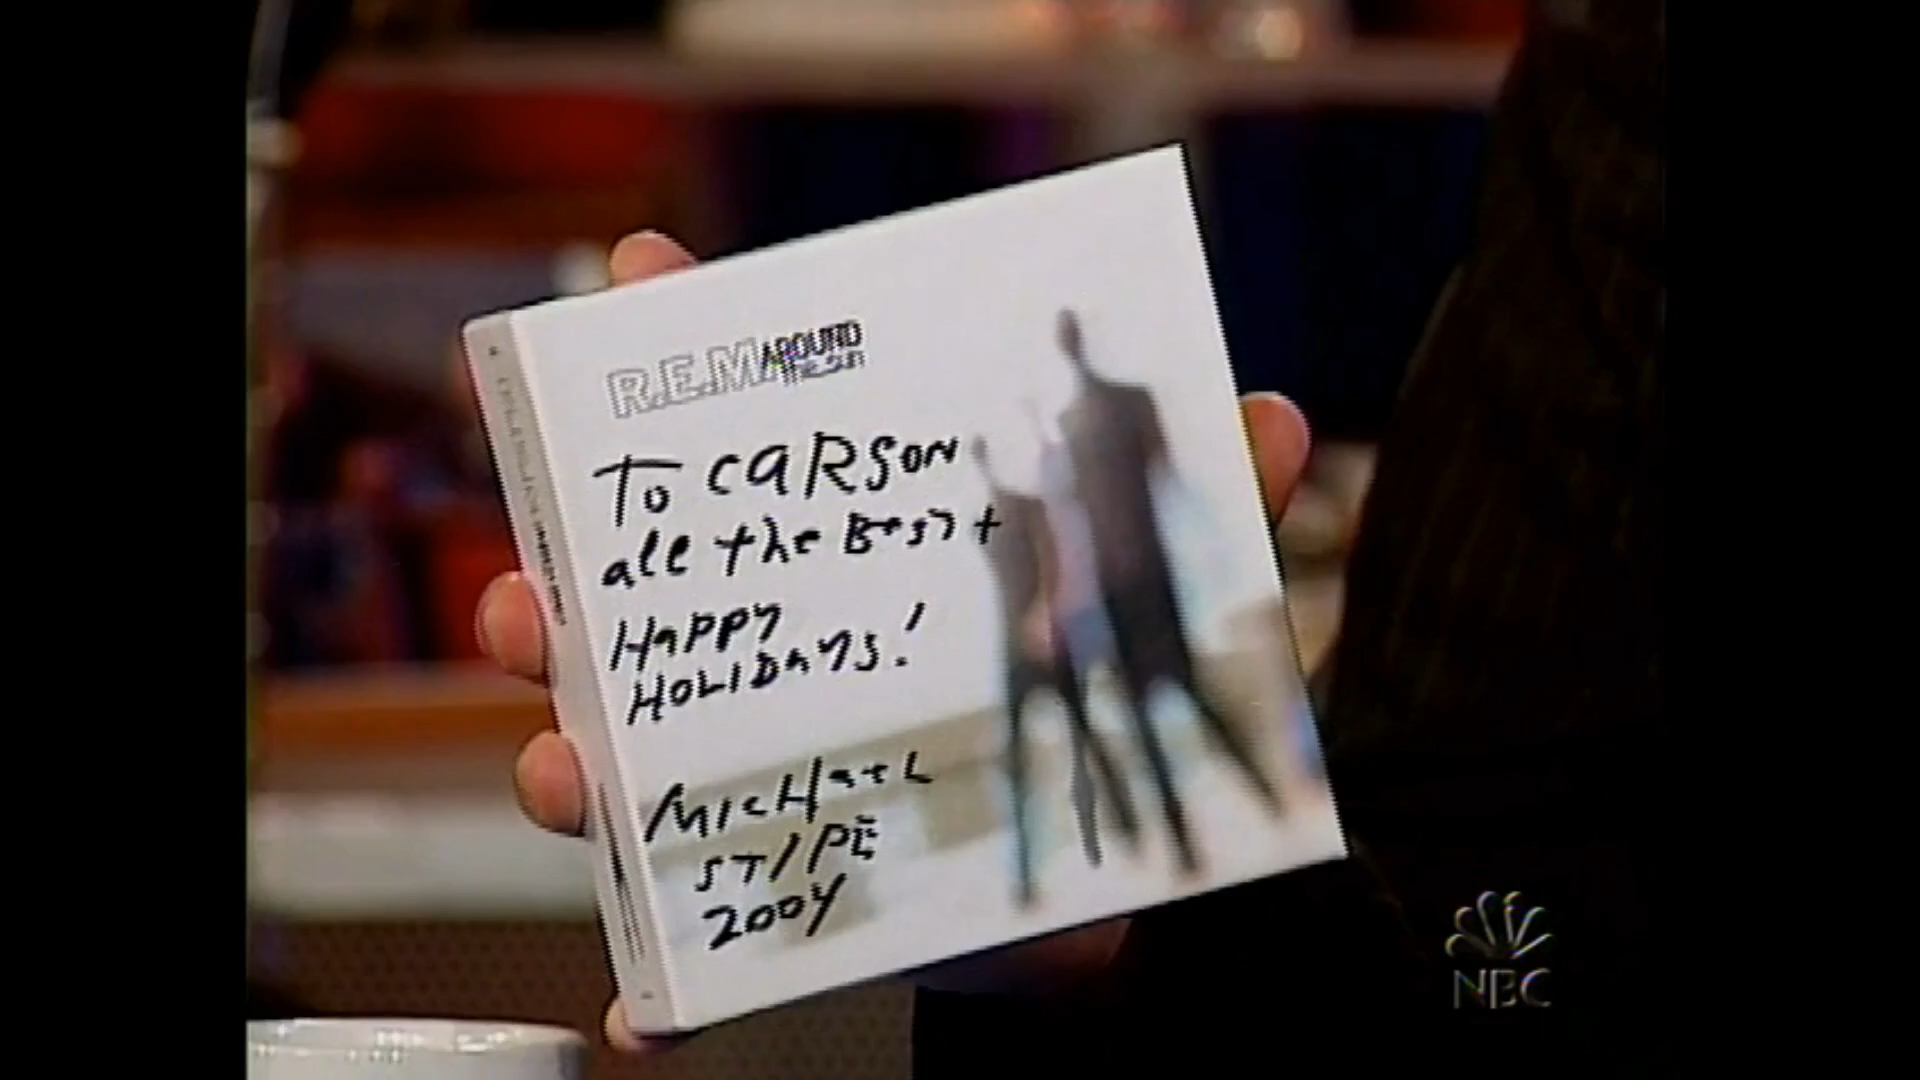 R.E.M. AROUND
THE SUN
TO CARSON
all the BEST +
HAPPY
HOLIDAYS!
MICHAEL
STIPE
2004
NBC